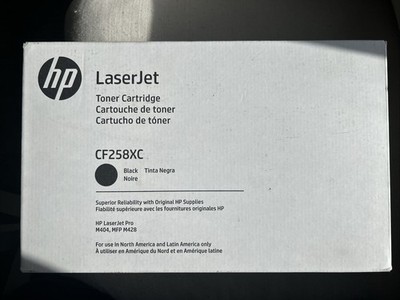 hp
LaserJet
Toner Cartridge
Cartouche de toner
Cartucho de tóner
CF258XC
Black Tinta Negra
Noire
Superior Reliability with Original HP Supplies
Fiabilité supérieure avec les fournitures originales HP
HP LaserJet Pro
M404, MFP M428
For use in North America and Latin America only
À utiliser en Amérique du Nord et en Amérique latine